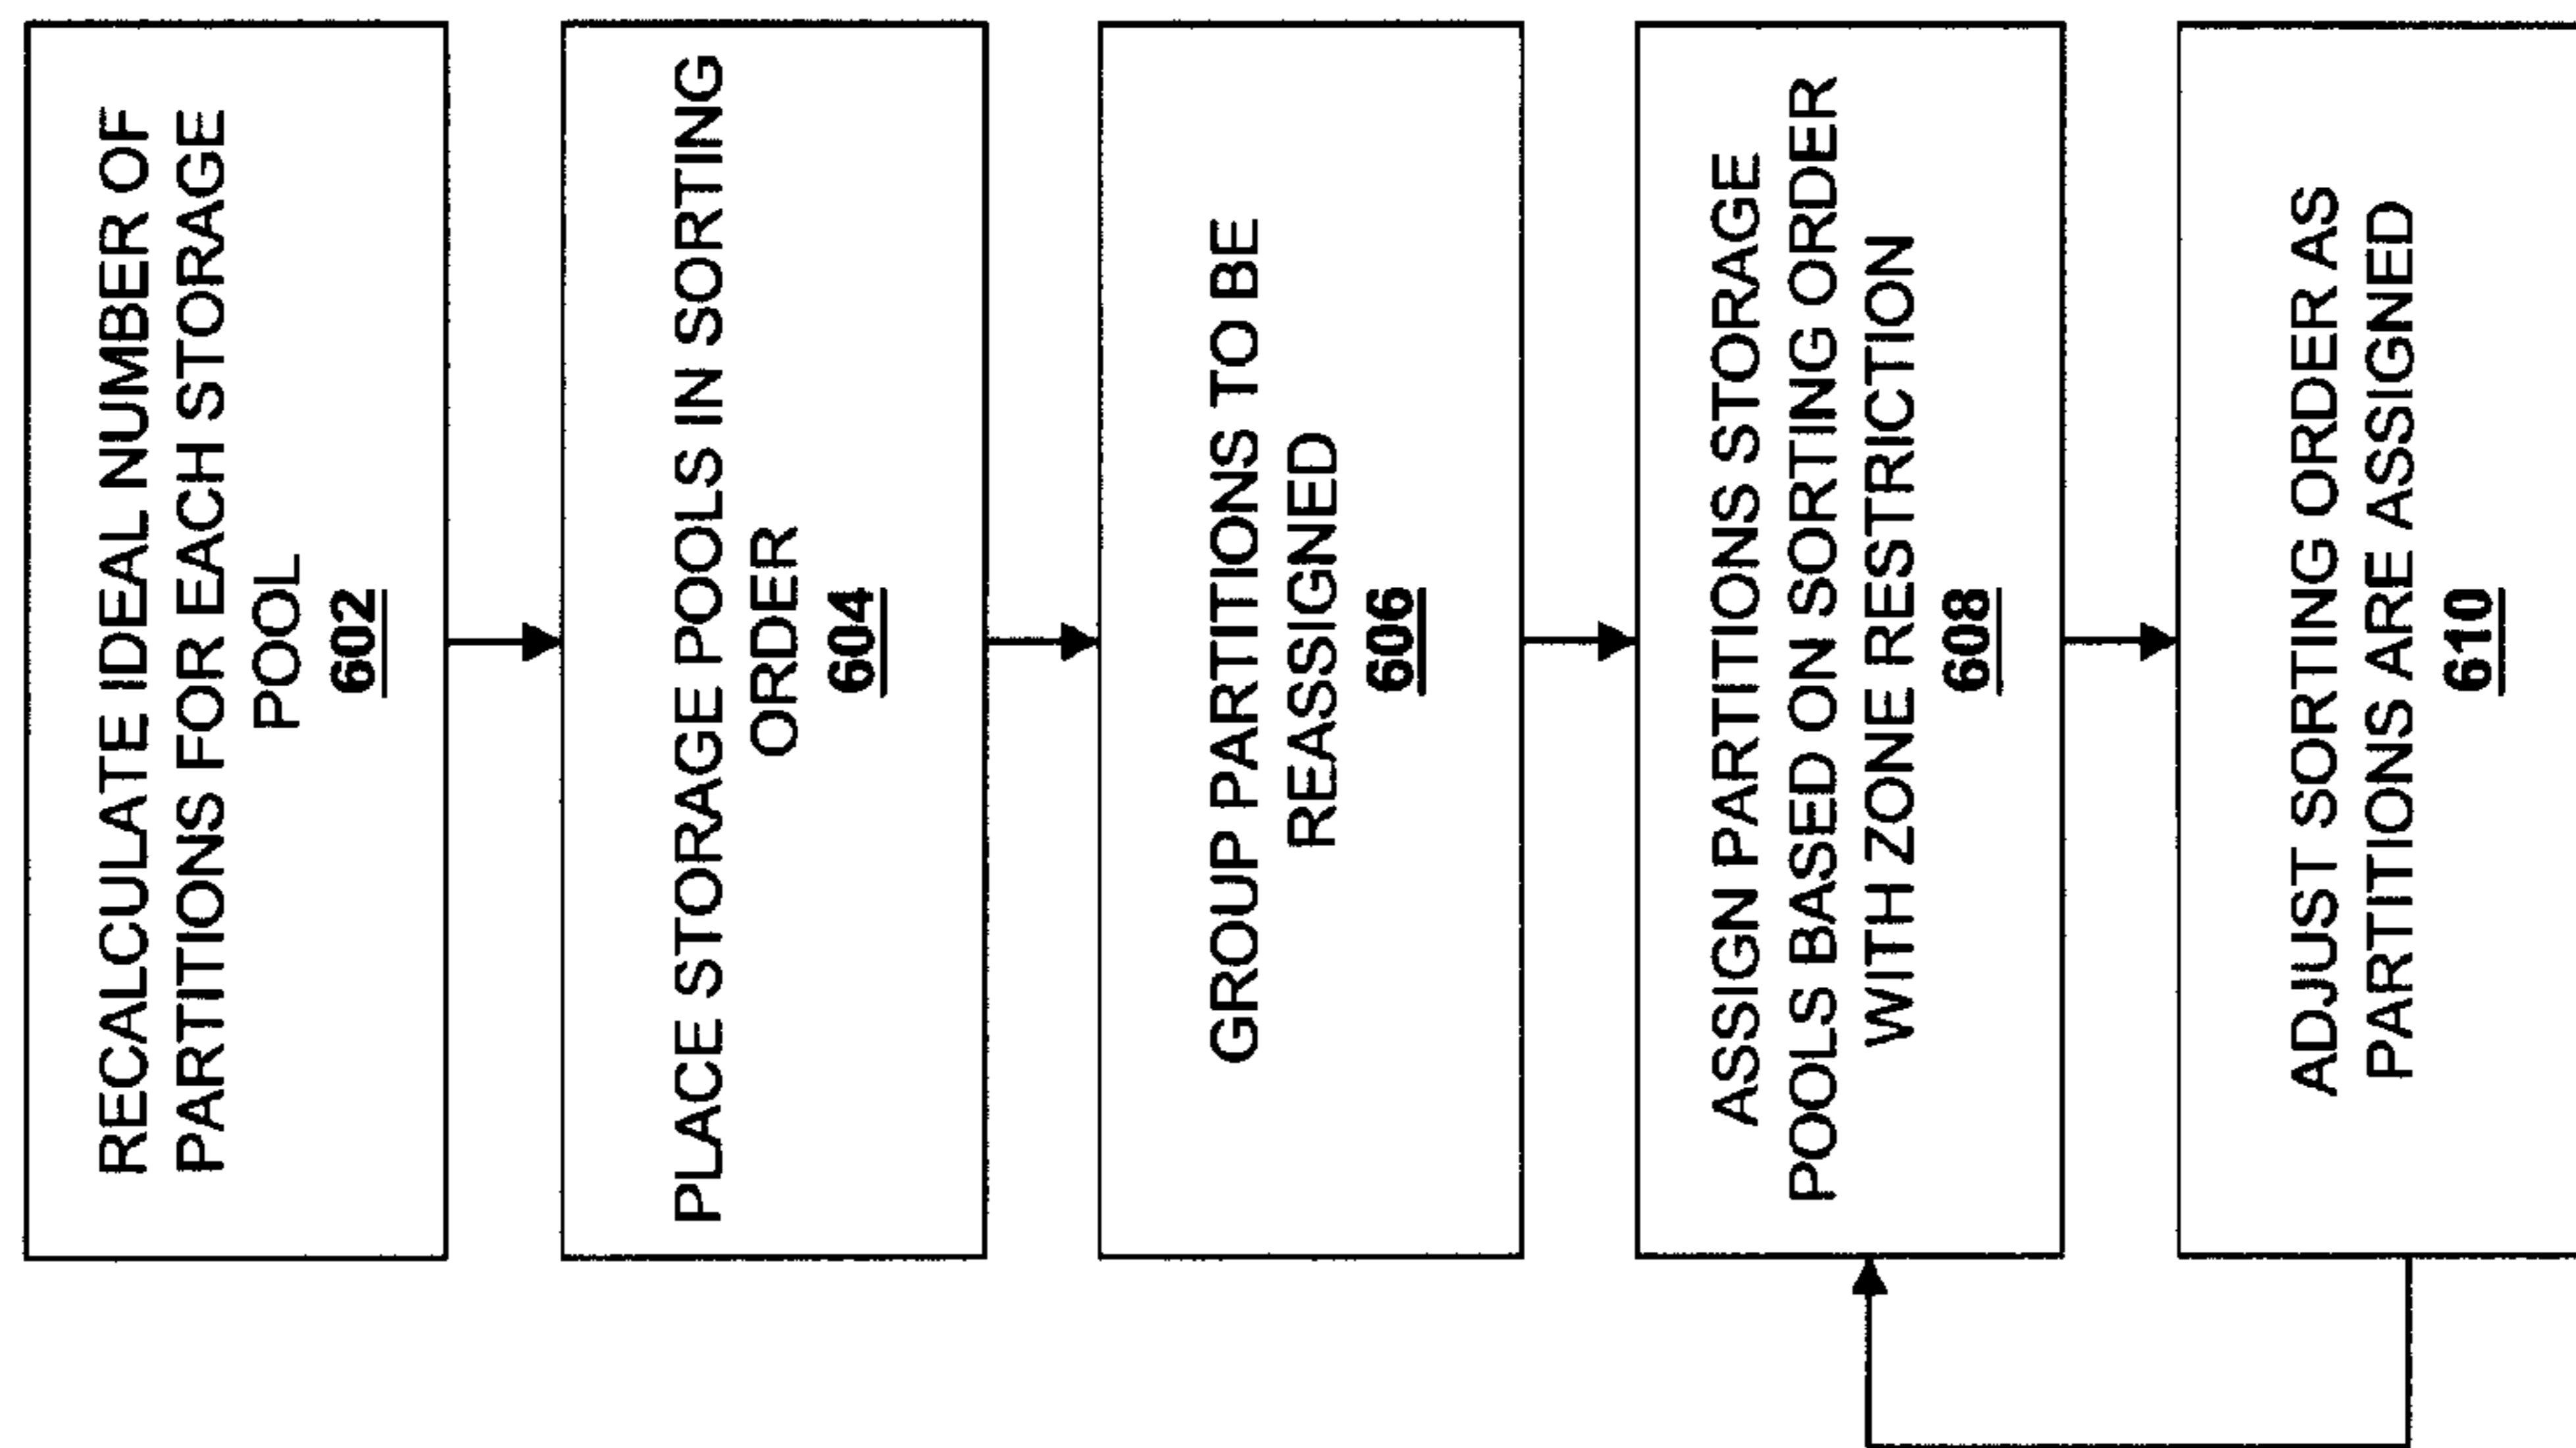 RECALCULATE IDEAL NUMBER OF
PARTITIONS FOR EACH STORAGE
POOL
602
PLACE STORAGE POOLS IN SORTING
ORDER
604
GROUP PARTITIONS TO BE
REASSIGNED
606
ASSIGN PARTITIONS STORAGE
POOLS BASED ON SORTING ORDER
WITH ZONE RESTRICTION
608
ADJUST SORTING ORDER AS
PARTITIONS ARE ASSIGNED
610